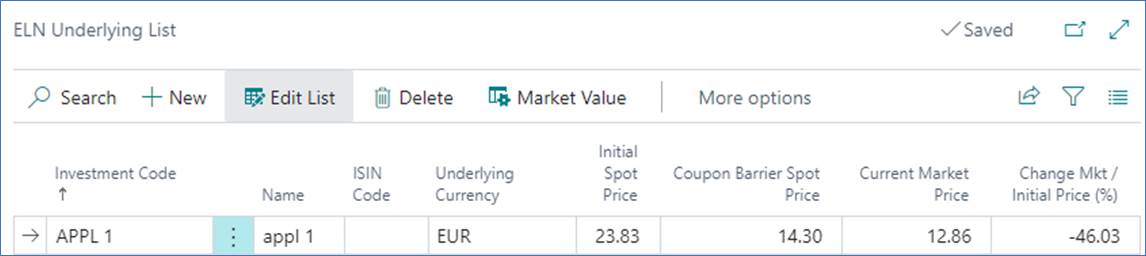 ELN Underlying List
Saved
Search
New
Edit List
Delete
Market Value
More options
Investment Code
↑
Name
ISIN
Code
Underlying
Currency
Initial
Spot
Price
Coupon Barrier Spot
Price
Current Market
Price
Change Mkt /
Initial Price (%)
APPL 1
appl 1
EUR
23.83
14.30
12.86
-46.03